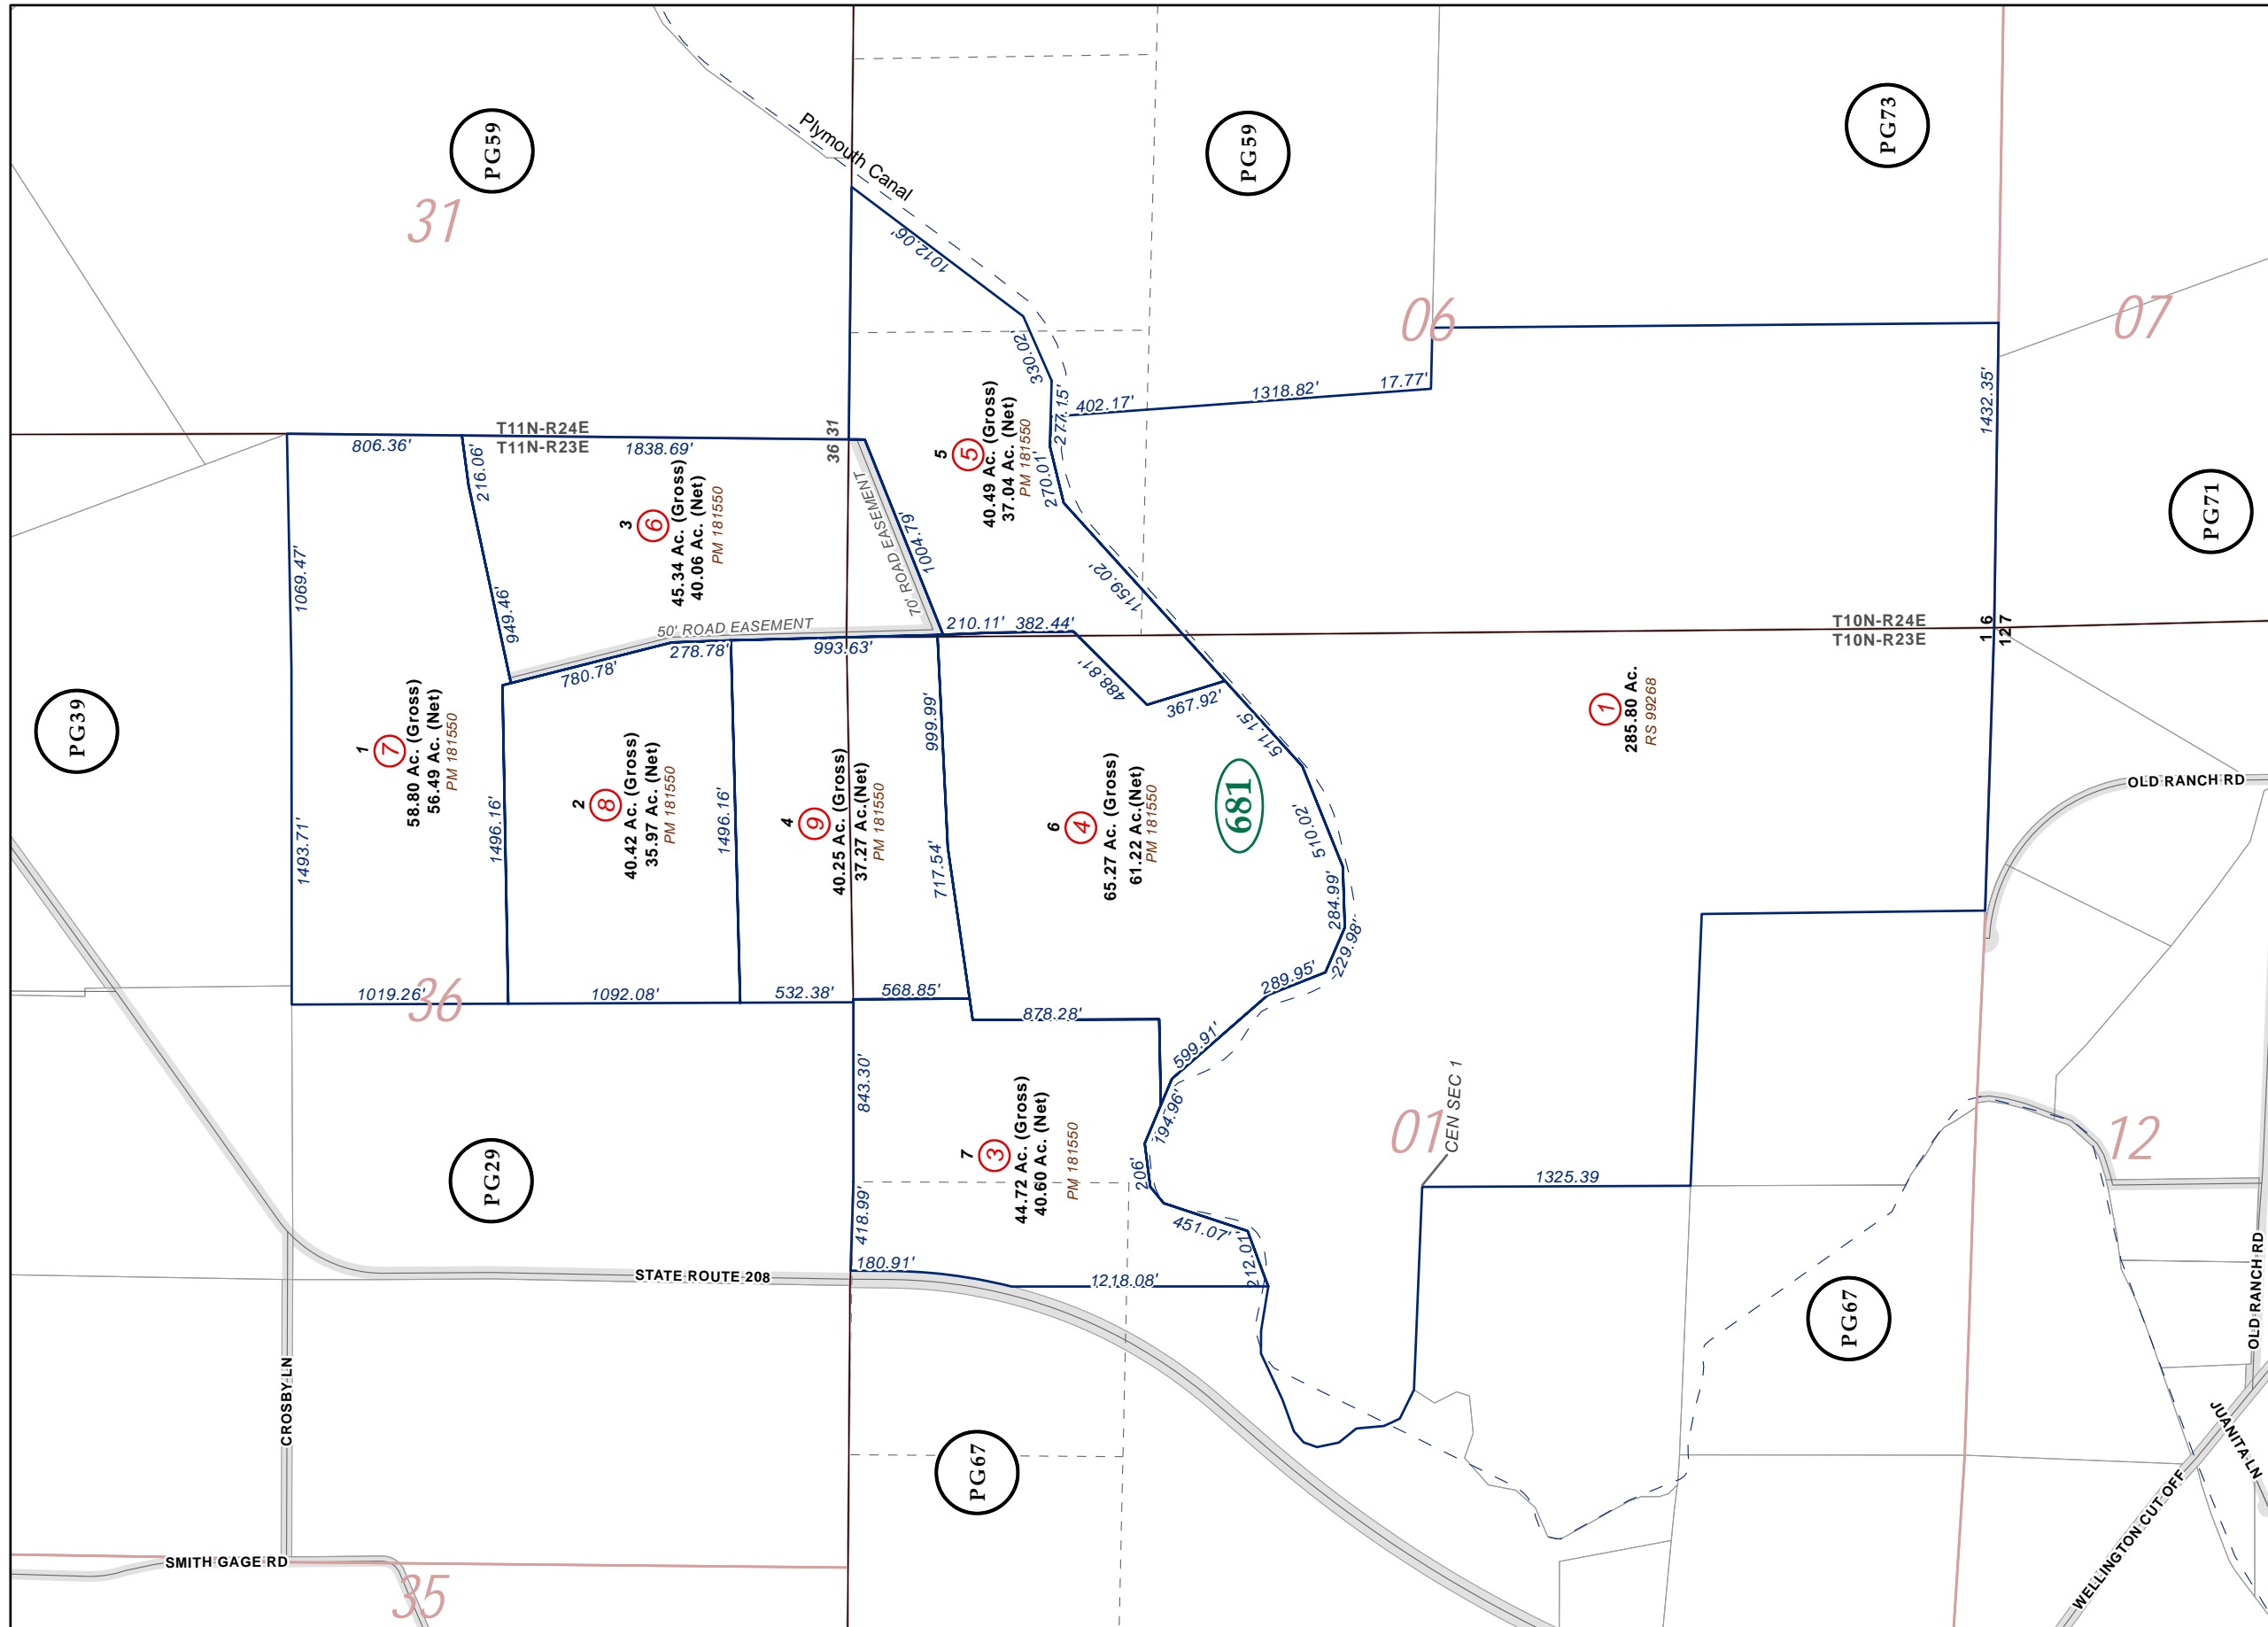 PG59
PG59
PG73
31
Plymouth Canal
1012.06'
06
07
330.02'
277.15'
402.17'
1318.82'
17.77'
1432.35'
T11N-R24E
T11N-R23E
806.36'
1838.69'
36 31
216.06'
949.46'
1069.47'
3
6
45.34 Ac. (Gross)
40.06 Ac. (Net)
PM 181550
5
5
40.49 Ac. (Gross)
37.04 Ac. (Net)
PM 181550
270.01'
70' ROAD EASEMENT
1004.79'
1159.02'
PG71
50' ROAD EASEMENT
780.78'
278.78'
993.63'
210.11'
382.44'
488.81'
367.92'
T10N-R24E
T10N-R23E
1 6
12 7
PG39
1
7
58.80 Ac. (Gross)
56.49 Ac. (Net)
PM 181550
1493.71'
1496.16'
2
8
40.42 Ac. (Gross)
35.97 Ac. (Net)
PM 181550
1496.16'
4
9
40.25 Ac. (Gross)
37.27 Ac.(Net)
PM 181550
999.99'
717.54'
6
4
65.27 Ac. (Gross)
61.22 Ac.(Net)
PM 181550
681
511.15'
510.02'
284.99'
229.98'
289.95'
599.91'
1
285.80 Ac.
RS 99268
OLD RANCH RD
1019.26'
36
1092.08'
532.38'
568.85'
878.28'
843.30'
418.99'
180.91'
7
3
44.72 Ac. (Gross)
40.60 Ac. (Net)
PM 181550
194.96'
206'
451.07'
212.01'
1218.08'
01
CEN SEC 1
1325.39
12
PG29
STATE ROUTE 208
CROSBY LN
PG67
PG67
OLD RANCH RD
JUANITA LN
WELLINGTON CUT OFF
SMITH GAGE RD
35